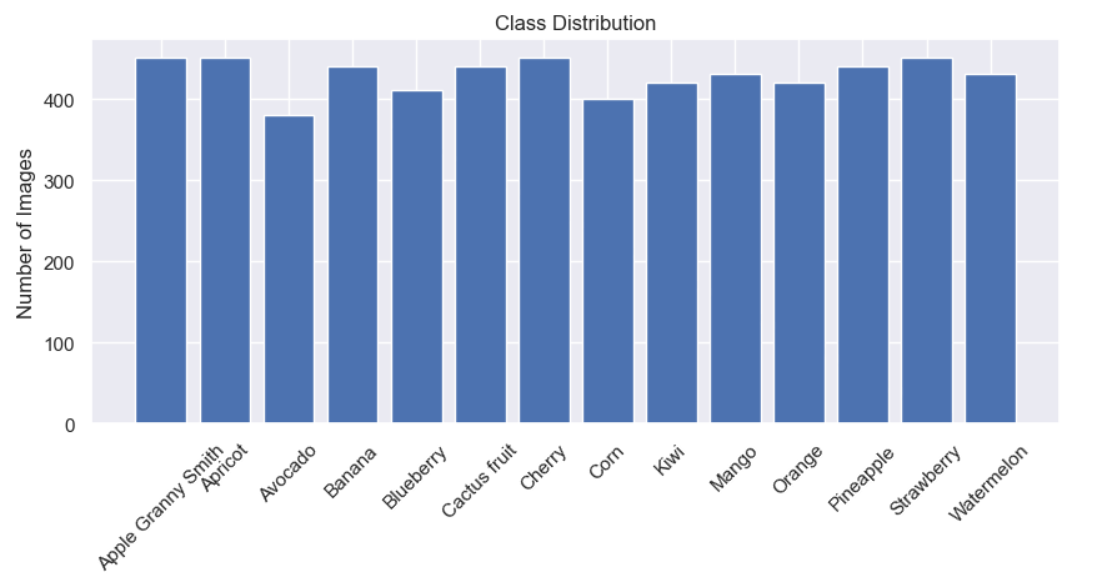 Class Distribution
Number of Images
400
300
200
100
0
Apple Granny Smith
Apricot
Avocado
Banana
Blueberry
Cactus fruit
Cherry
Corn
Kiwi
Mango
Orange
Pineapple
Strawberry
Watermelon